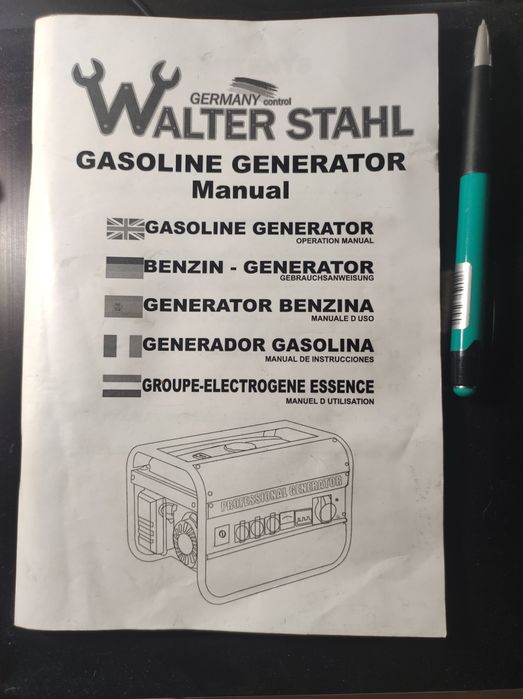 GERMANY control
WALTER STAHL
GASOLINE GENERATOR
Manual
GASOLINE GENERATOR
OPERATION MANUAL
BENZIN - GENERATOR
GEBRAUCHSANWEISUNG
GENERATOR BENZINA
MANUALE D USO
GENERADOR GASOLINA
MANUAL DE INSTRUCCIONES
GROUPE-ELECTROGENE ESSENCE
MANUEL D UTILISATION
PROFESSIONAL GENERATOR